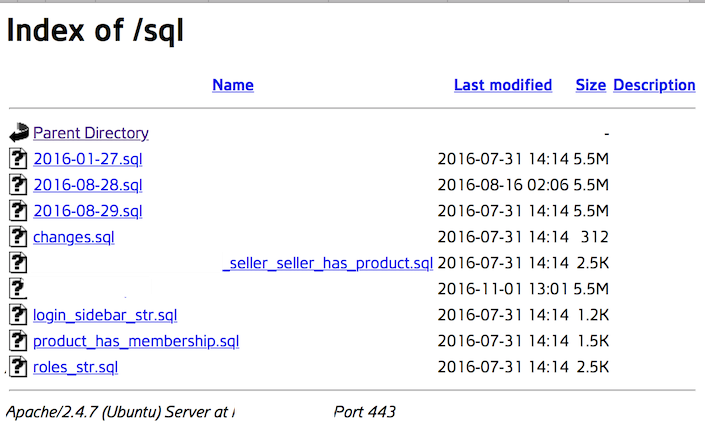 Index of /sql
Name Last modified Size Description
Parent Directory -
2016-01-27.sql 2016-07-31 14:14 5.5M
2016-08-28.sql 2016-08-16 02:06 5.5M
2016-08-29.sql 2016-07-31 14:14 5.5M
changes.sql 2016-07-31 14:14 312
_seller_seller_has_product.sql 2016-07-31 14:14 2.5K
2016-11-01 13:01 5.5M
login_sidebar_str.sql 2016-07-31 14:14 1.2K
product_has_membership.sql 2016-07-31 14:14 1.5K
roles_str.sql 2016-07-31 14:14 2.5K
Apache/2.4.7 (Ubuntu) Server at Port 443